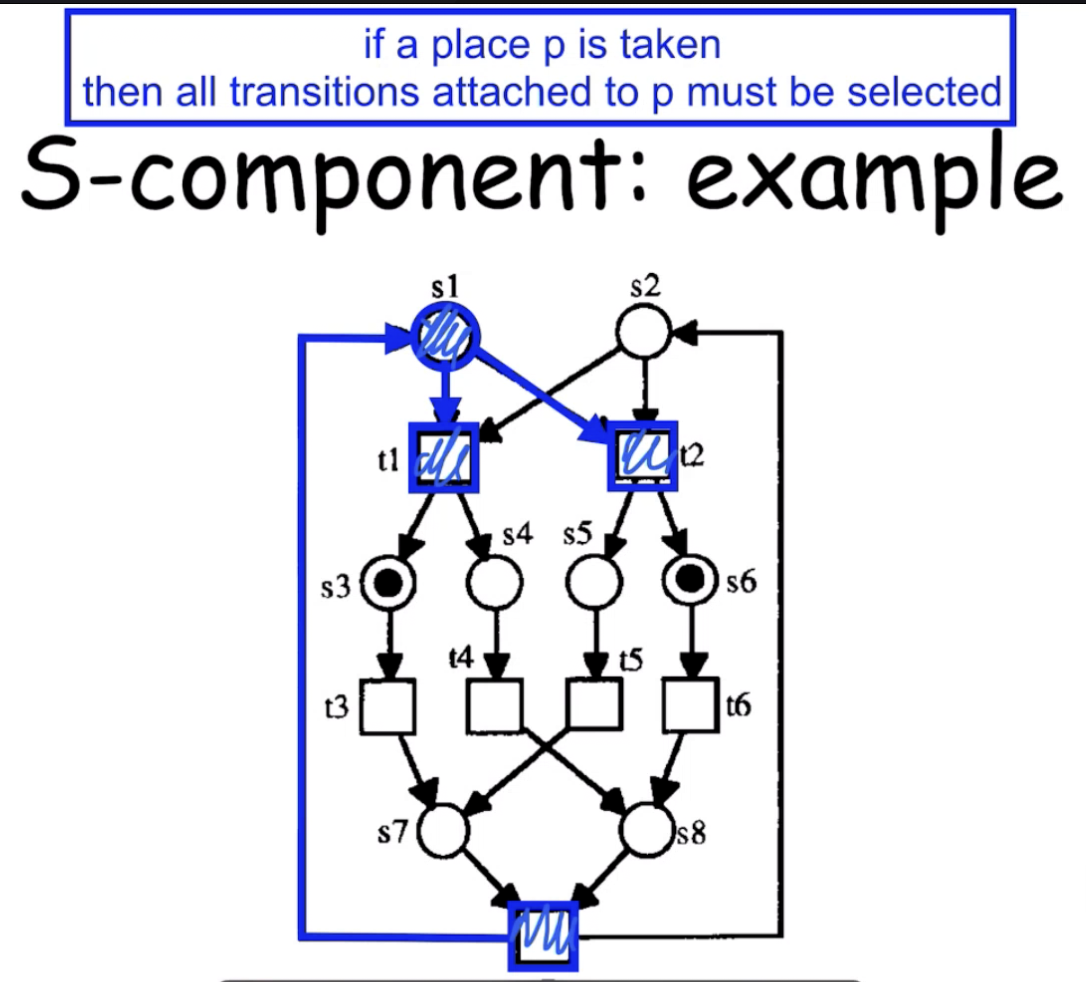 if a place p is taken
then all transitions attached to p must be selected
S-component: example
s1 s2
t1 t2
s4 s5
s3 s6
t4 t5
t3 t6
s7 s8